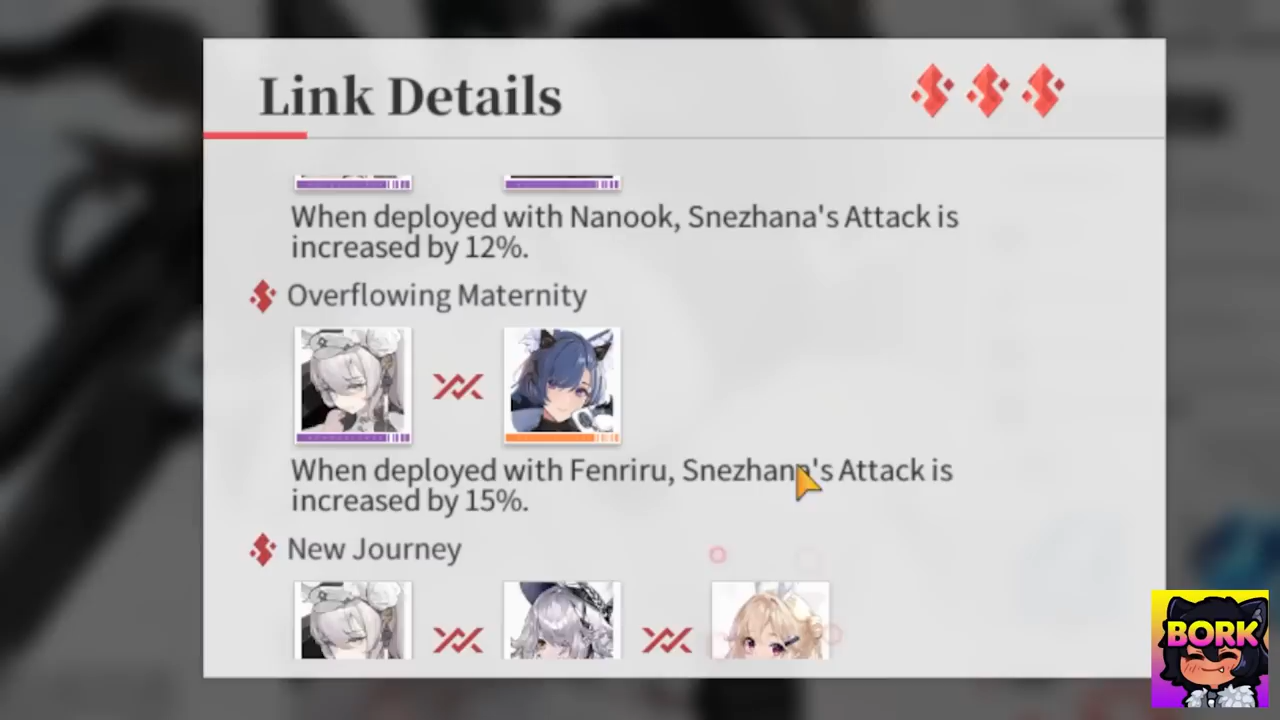 Link Details
When deployed with Nanook, Snezhana's Attack is
increased by 12%.
Overflowing Maternity
When deployed with Fenriru, Snezhana's Attack is
increased by 15%.
New Journey
BORK